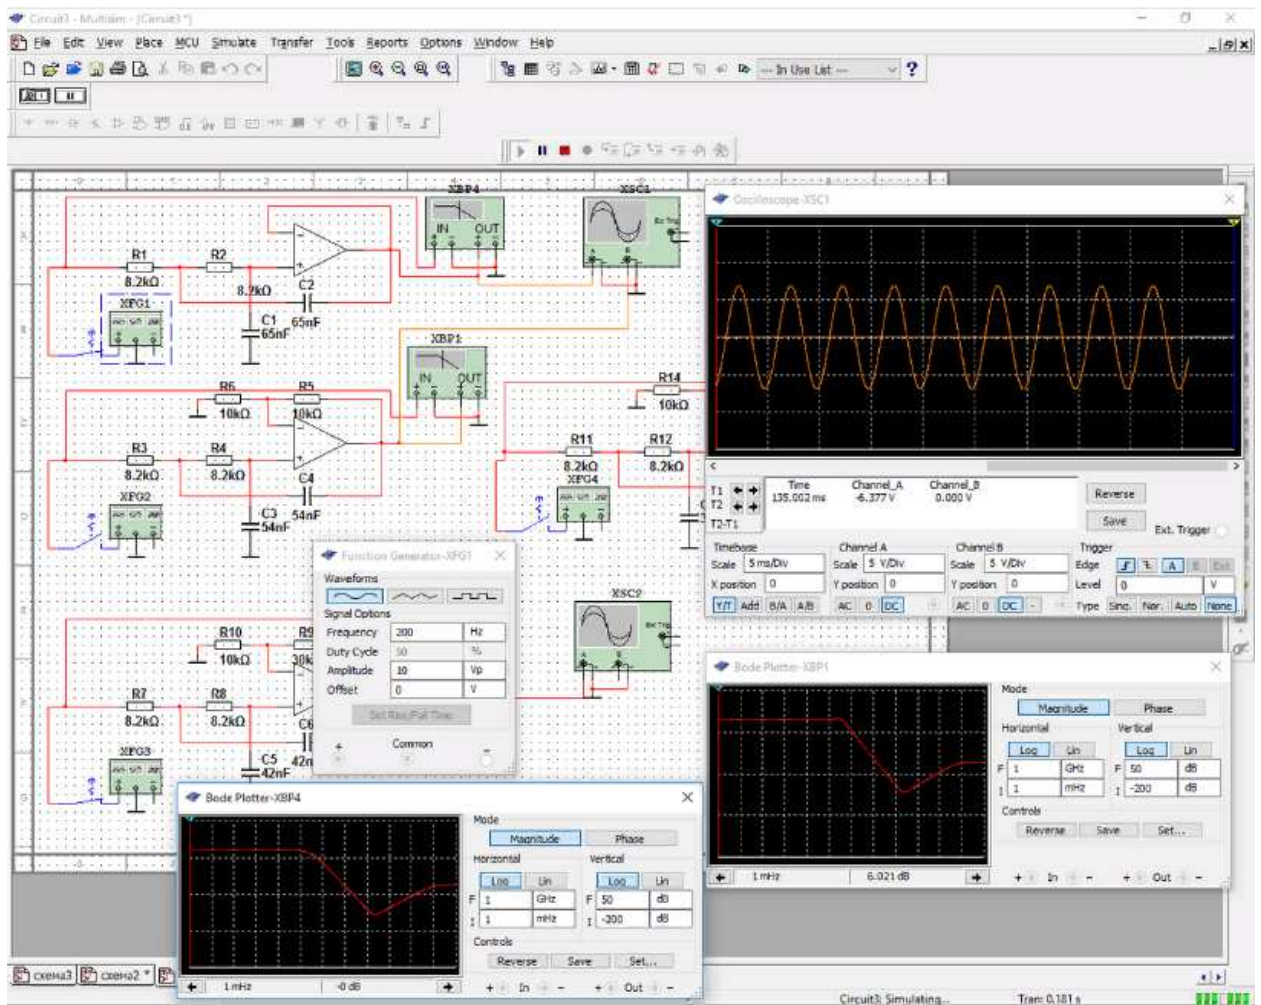 Circuit3 - Multisim - [Circuit3 *]
File Edit View Place MCU Simulate Transfer Tools Reports Options Window Help
--- In Use List ---
XBP4
XSC1
IN OUT
Ext Trig
A B
R1
8.2kΩ
R2
8.2kΩ
C2
65nF
C1
65nF
XFG1
XBP1
IN OUT
R6
10kΩ
R5
10kΩ
R3
8.2kΩ
R4
8.2kΩ
C4
54nF
C3
54nF
XFG2
R14
10kΩ
R11
8.2kΩ
R12
8.2kΩ
XFG4
XSC2
Ext Trig
A B
R10
10kΩ
R9
30k
R7
8.2kΩ
R8
8.2kΩ
C6
42n
C5
42nF
XFG3
Oscilloscope-XSC1
T1
T2
T2-T1
Time Channel_A Channel_B
135.002 ms -6.377 V 0.000 V
Reverse
Save
Ext. Trigger
Timebase
Scale 5 ms/Div
X position 0
Y/T Add B/A A/B
Channel A
Scale 5 V/Div
Y position 0
AC 0 DC
Channel B
Scale 5 V/Div
Y position 0
AC 0 DC -
Trigger
Edge A B Ext
Level 0 V
Type Sing. Nor. Auto None
Function Generator-XFG1
Waveforms
Signal Options
Frequency 200 Hz
Duty Cycle 50 %
Amplitude 10 Vp
Offset 0 V
Set Rise/Fall Time
+ Common -
Bode Plotter-XBP1
Mode
Magnitude Phase
Horizontal Vertical
Log Lin Log Lin
F 1 GHz F 50 dB
I 1 mHz I -200 dB
Controls
Reverse Save Set...
1 mHz 6.021 dB
+ In - + Out -
Bode Plotter-XBP4
Mode
Magnitude Phase
Horizontal Vertical
Log Lin Log Lin
F 1 GHz F 50 dB
I 1 mHz I -200 dB
Controls
Reverse Save Set...
1 mHz -0 dB
+ In - + Out -
схема3 схема2 *
Circuit3: Simulating... Tran: 0.181 s